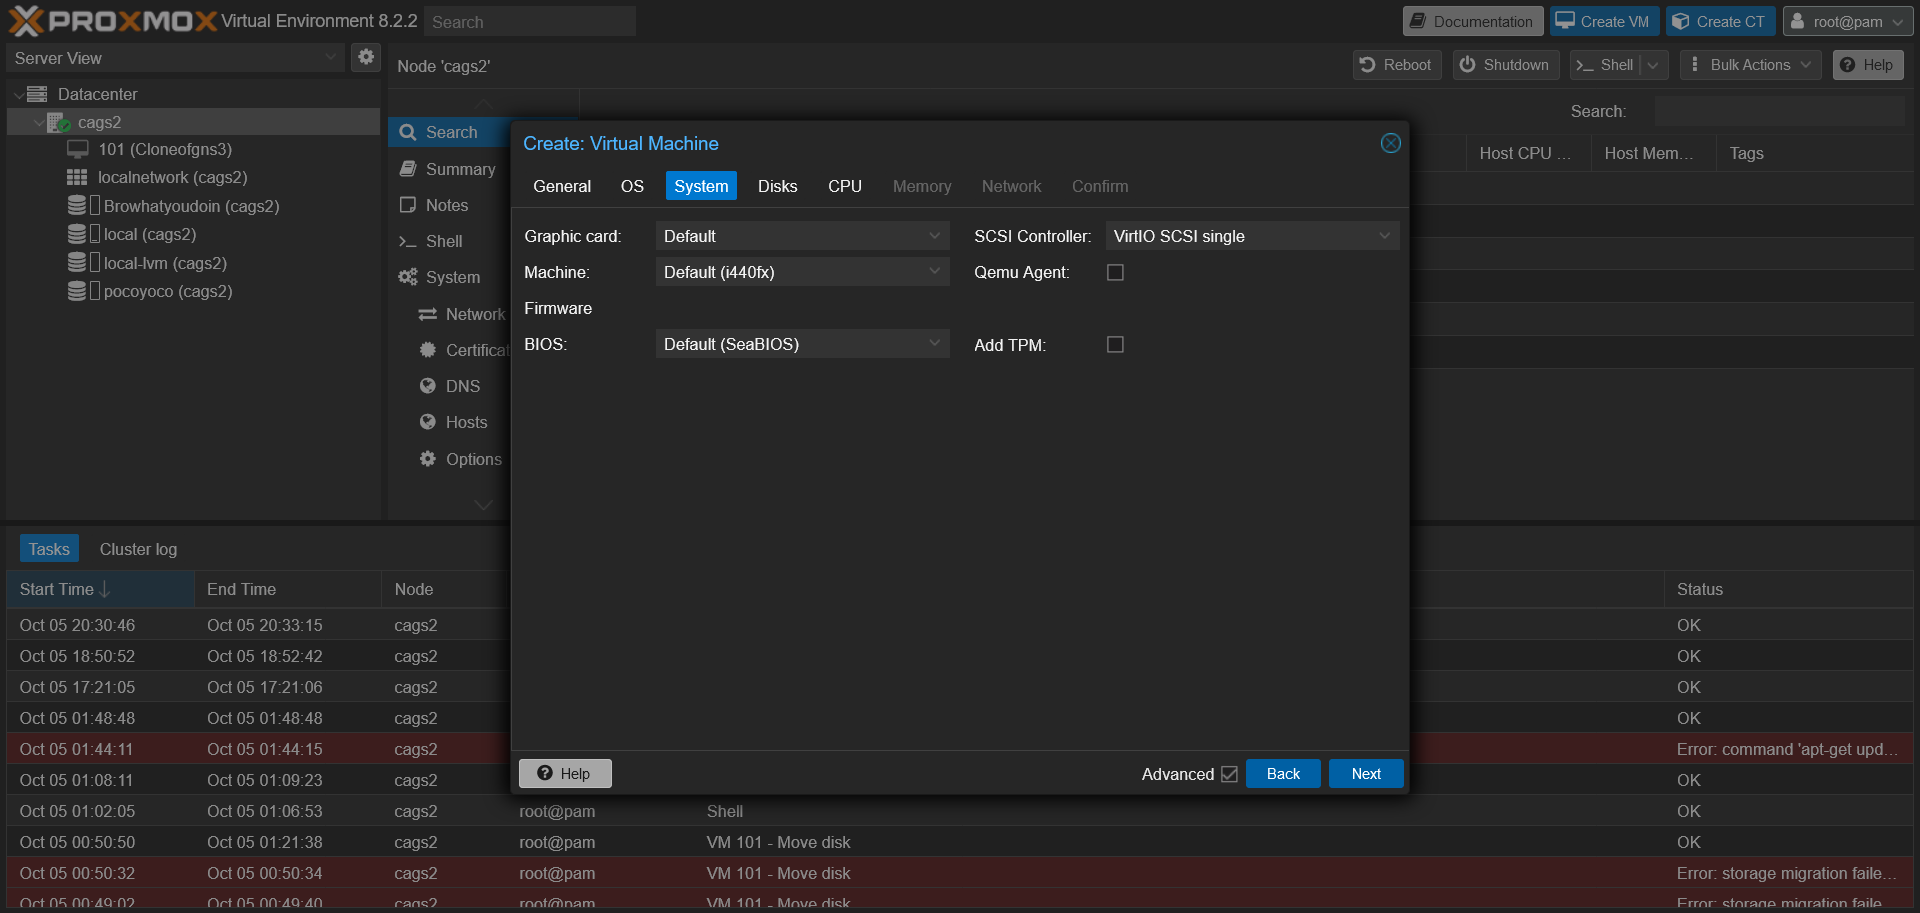 PROXMOX Virtual Environment 8.2.2 Search Documentation Create VM Create CT root@pam
Server View
Node 'cags2' Reboot Shutdown Shell Bulk Actions Help
Datacenter
cags2
101 (Cloneofgns3)
localnetwork (cags2)
Browhatyoudoin (cags2)
local (cags2)
local-lvm (cags2)
pocoyoco (cags2)
Search
Summary
Notes
Shell
System
Network
Certificat
DNS
Hosts
Options
Search:
Host CPU ... Host Mem... Tags
Create: Virtual Machine
General OS System Disks CPU Memory Network Confirm
Graphic card: Default SCSI Controller: VirtIO SCSI single
Machine: Default (i440fx) Qemu Agent:
Firmware
BIOS: Default (SeaBIOS) Add TPM:
Help Advanced Back Next
Tasks Cluster log
Start Time End Time Node Status
Oct 05 20:30:46 Oct 05 20:33:15 cags2 OK
Oct 05 18:50:52 Oct 05 18:52:42 cags2 OK
Oct 05 17:21:05 Oct 05 17:21:06 cags2 OK
Oct 05 01:48:48 Oct 05 01:48:48 cags2 OK
Oct 05 01:44:11 Oct 05 01:44:15 cags2 Error: command 'apt-get upd...
Oct 05 01:08:11 Oct 05 01:09:23 cags2 OK
Oct 05 01:02:05 Oct 05 01:06:53 cags2 root@pam Shell OK
Oct 05 00:50:50 Oct 05 01:21:38 cags2 root@pam VM 101 - Move disk OK
Oct 05 00:50:32 Oct 05 00:50:34 cags2 root@pam VM 101 - Move disk Error: storage migration faile...
Oct 05 00:49:02 Oct 05 00:49:40 cags2 root@pam VM 101 - Move disk Error: storage migration faile...